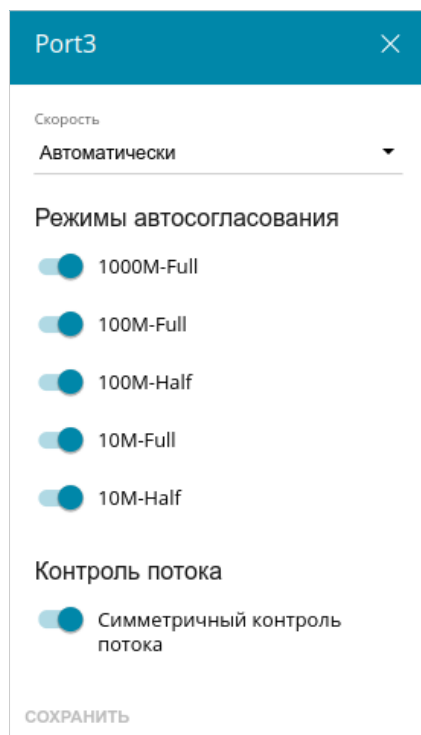 Port3
Скорость
Автоматически
Режимы автосогласования
1000M-Full
100M-Full
100M-Half
10M-Full
10M-Half
Контроль потока
Симметричный контроль
потока
СОХРАНИТЬ